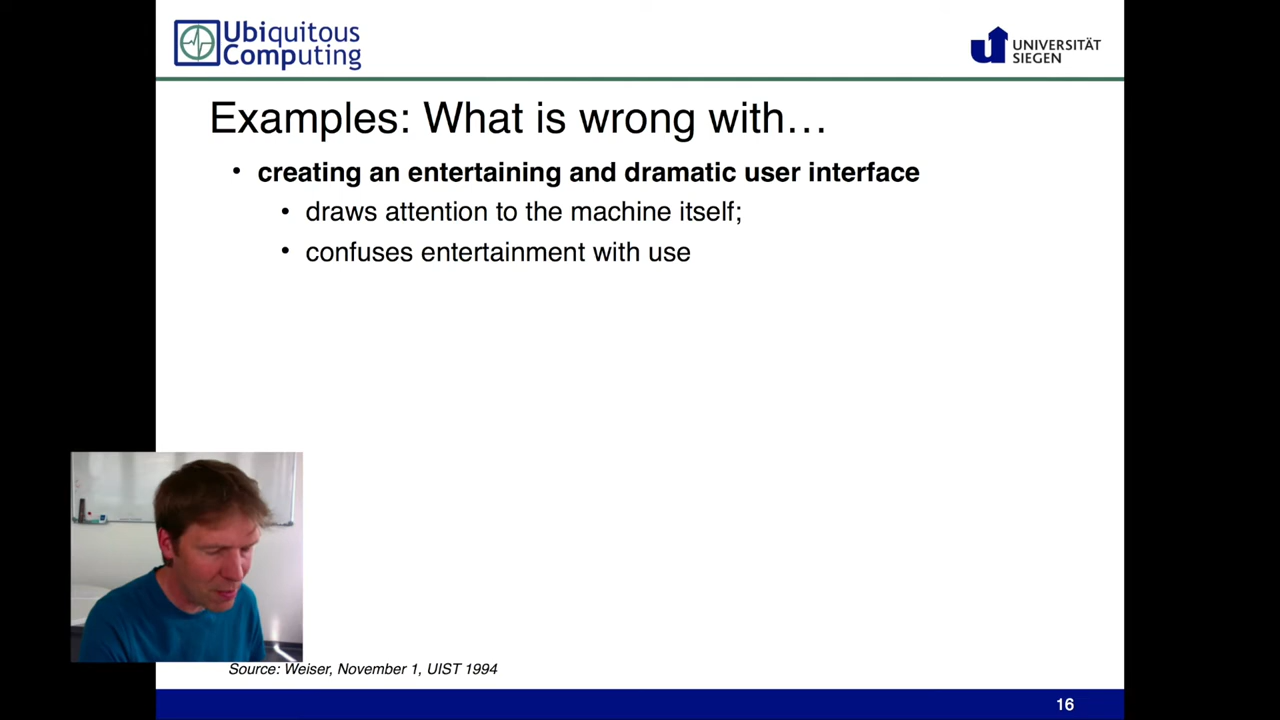 Ubiquitous
Computing
UNIVERSITÄT
SIEGEN
Examples: What is wrong with…
• creating an entertaining and dramatic user interface
• draws attention to the machine itself;
• confuses entertainment with use
Source: Weiser, November 1, UIST 1994
16